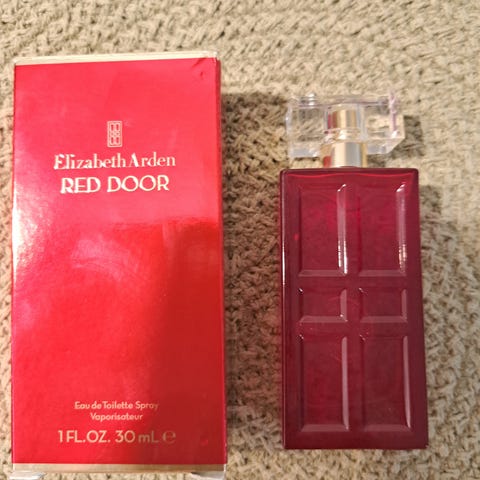 Elizabeth Arden
RED DOOR
Eau de Toilette Spray
Vaporisateur
1 FL.OZ. 30 mL ℮